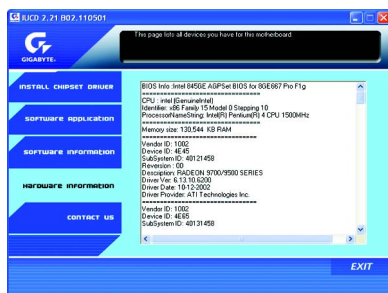 IUCD 2.21 B02.110501
This page lists all devices you have for this motherboard.
GIGABYTE
INSTALL CHIPSET DRIVER
SOFTWARE APPLICATION
SOFTWARE INFORMATION
HARDWARE INFORMATION
CONTACT US
BIOS Info :Intel 845GE AGPSet BIOS for 8GE667 Pro F1g
==============================
CPU : intel (GenuineIntel)
Identifier: x86 Family 15 Model 0 Stepping 10
ProcessorNameString: Intel(R) Pentium(R) 4 CPU 1500MHz
==============================
Memory size: 130,544 KB RAM
==============================
Vendor ID: 1002
Device ID: 4E45
SubSystem ID: 40121458
Reversion : 00
Description: RADEON 9700/9500 SERIES
Driver Ver: 6.13.10.6200
Driver Date: 10-12-2002
Driver Provider: ATI Technologies Inc.
==============================
Vendor ID: 1002
Device ID: 4E65
SubSystem ID: 40131458
EXIT